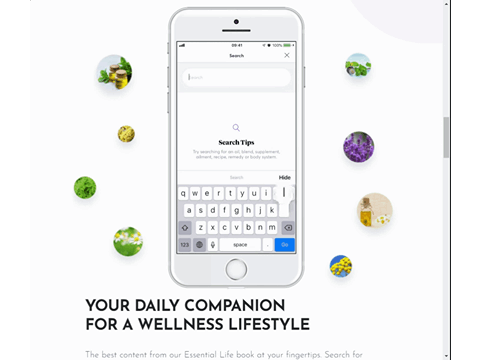 09:41
100%
Search
Search
Search Tips
Try searching for an oil, blend, supplement,
ailment, recipe, remedy or body system.
Search
Hide
q w e r t y u i
a s d f g h j k
z x c v b n m
123 space . Go
YOUR DAILY COMPANION
FOR A WELLNESS LIFESTYLE
The best content from our Essential Life book at your fingertips. Search for